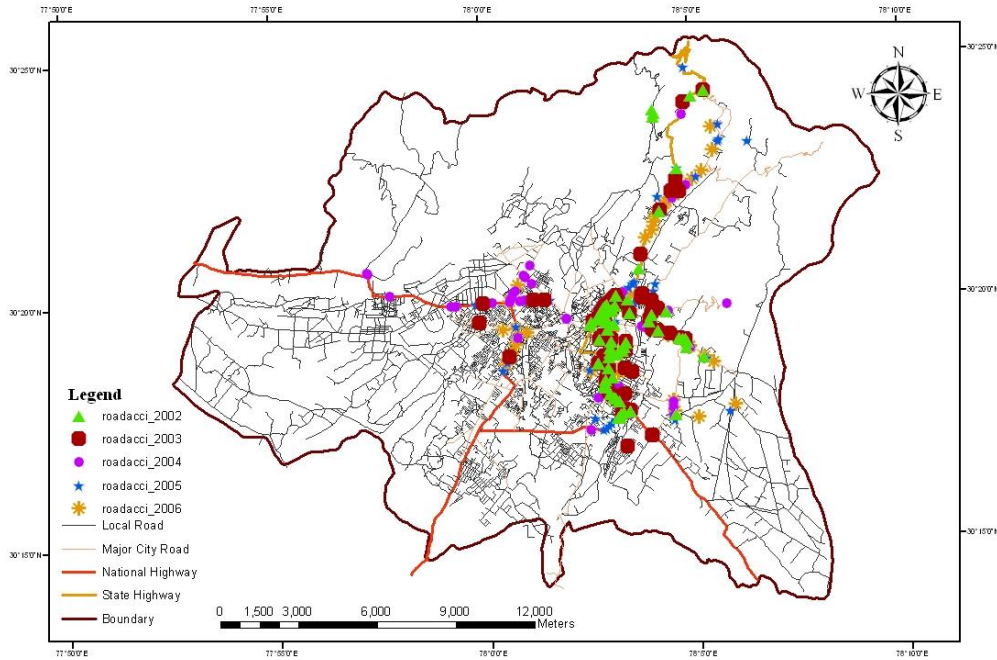 77°50'0"E 77°55'0"E 78°0'0"E 78°5'0"E 78°10'0"E
30°25'0"N 30°25'0"N
N
W E
S
30°20'0"N 30°20'0"N
Legend
roadacci_2002
roadacci_2003
roadacci_2004
roadacci_2005
roadacci_2006
Local Road
Major City Road
National Highway
State Highway
Boundary
30°15'0"N 30°15'0"N
0 1,500 3,000 6,000 9,000 12,000
Meters
77°50'0"E 77°55'0"E 78°0'0"E 78°5'0"E 78°10'0"E